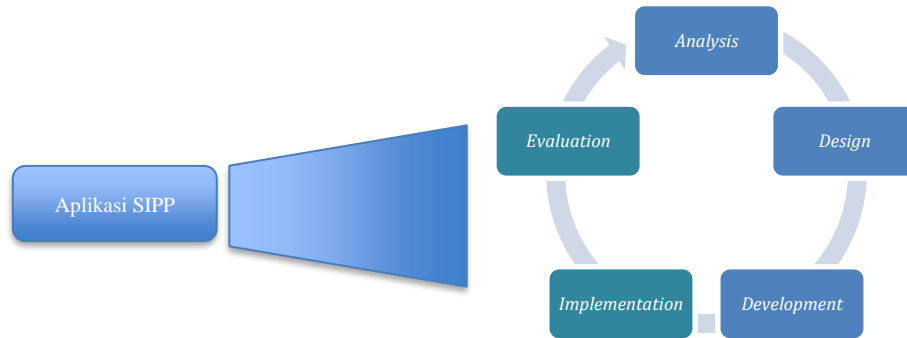 Aplikasi SIPP
Analysis
Design
Development
Implementation
Evaluation